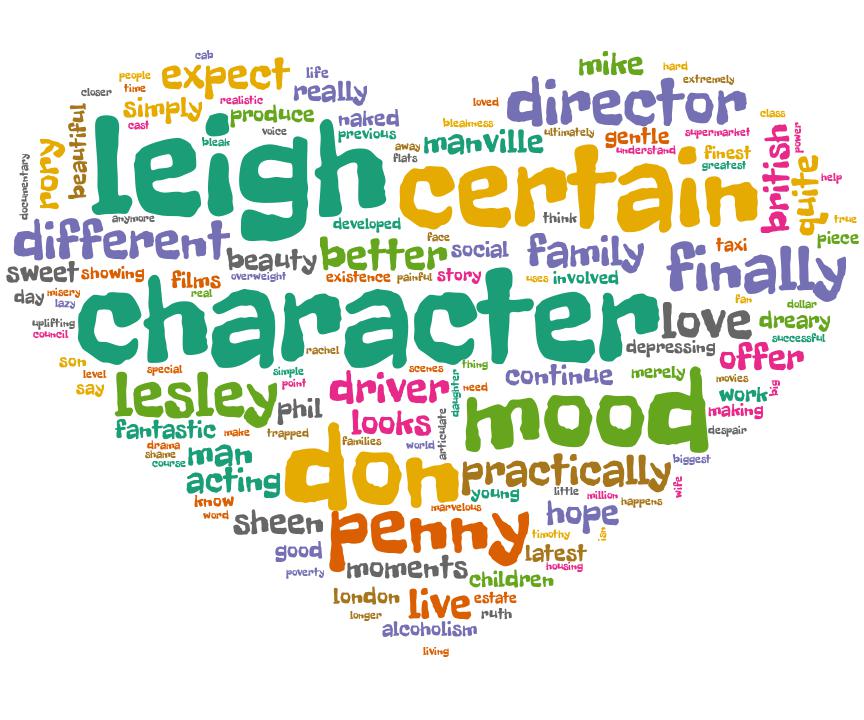 cab
people
expect
life
mike
hard
closer
time
really
extremely
beautiful
simply
realistic
produce
loved
director
class
cast
leigh
voice
naked
previous
bleakness
ultimately
gentle
supermarket
power
bleak
away
flats
manville
understand
finest
greatest
british
quite
help
documentary
rory
certain
anymore
developed
think
true
piece
different
face
beauty
better
social
family
taxi
finally
sweet
showing
films
overweight
existence
painful
story
uses
involved
day
misery
lazy
real
character
fan
dollar
love
dreary
uplifting
council
successful
rachel
depressing
offer
son
level
special
simple
scenes
thing
continue
merely
movies
big
say
lesley
point
phil
driver
daughter
need
mood
work
making
looks
articulate
despair
fantastic
make
trapped
families
world
drama
shame
course
man
don
practically
biggest
acting
young
little
million
happens
wife
know
word
sheen
penny
marvelous
hope
timothy
isn
good
latest
housing
poverty
moments
children
london
live
estate
longer
ruth
alcoholism
living